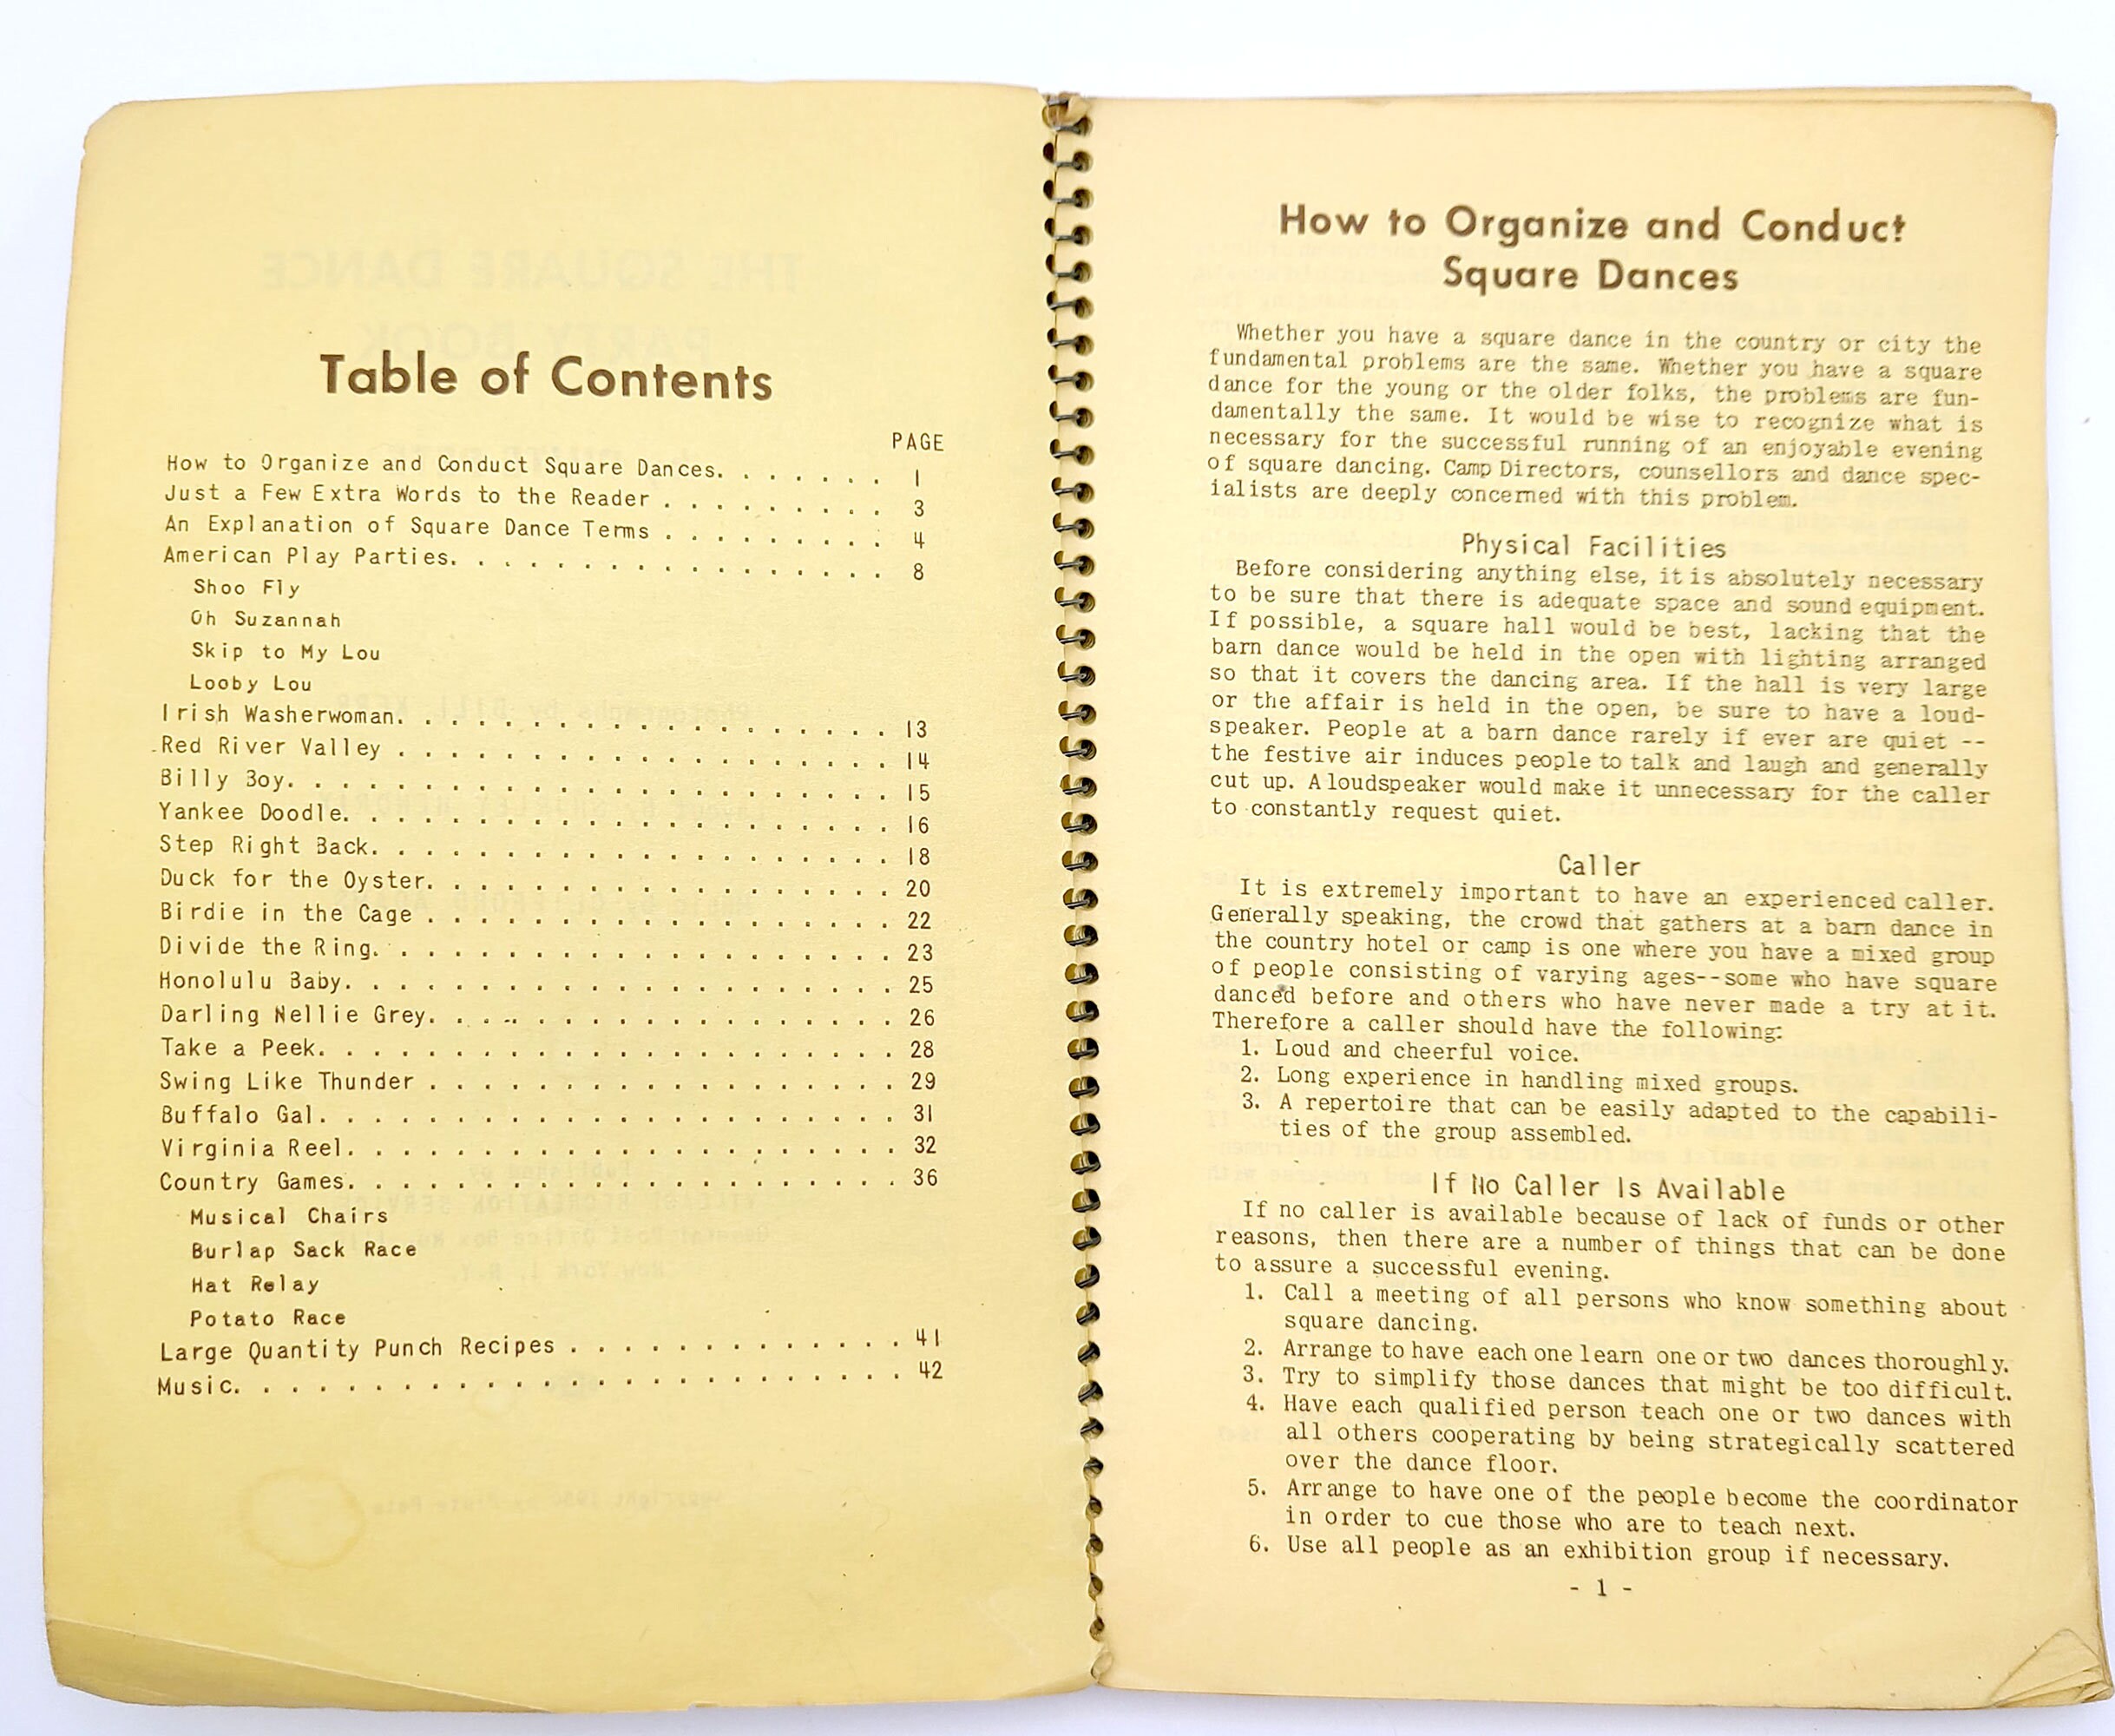 Table of Contents
PAGE
How to Organize and Conduct Square Dances. . . . . . . 1
Just a Few Extra Words to the Reader . . . . . . . . . 3
An Explanation of Square Dance Terms . . . . . . . . . 4
American Play Parties. . . . . . . . . . . . . . . . . 8
Shoo Fly
Oh Suzannah
Skip to My Lou
Looby Lou
Irish Washerwoman. . . . . . . . . . . . . . . . . . . 13
Red River Valley . . . . . . . . . . . . . . . . . . . 14
Billy Boy. . . . . . . . . . . . . . . . . . . . . . . 15
Yankee Doodle. . . . . . . . . . . . . . . . . . . . . 16
Step Right Back. . . . . . . . . . . . . . . . . . . . 18
Duck for the Oyster. . . . . . . . . . . . . . . . . . 20
Birdie in the Cage . . . . . . . . . . . . . . . . . . 22
Divide the Ring. . . . . . . . . . . . . . . . . . . . 23
Honolulu Baby. . . . . . . . . . . . . . . . . . . . . 25
Darling Nellie Grey. . . . . . . . . . . . . . . . . . 26
Take a Peek. . . . . . . . . . . . . . . . . . . . . . 28
Swing Like Thunder . . . . . . . . . . . . . . . . . . 29
Buffalo Gal. . . . . . . . . . . . . . . . . . . . . . 31
Virginia Reel. . . . . . . . . . . . . . . . . . . . . 32
Country Games. . . . . . . . . . . . . . . . . . . . . 36
Musical Chairs
Burlap Sack Race
Hat Relay
Potato Race
Large Quantity Punch Recipes . . . . . . . . . . . . . 41
Music. . . . . . . . . . . . . . . . . . . . . . . . . 42
How to Organize and Conduct
Square Dances
Whether you have a square dance in the country or city the
fundamental problems are the same. Whether you have a square
dance for the young or the older folks, the problems are fun-
damentally the same. It would be wise to recognize what is
necessary for the successful running of an enjoyable evening
of square dancing. Camp Directors, counsellors and dance spec-
ialists are deeply concerned with this problem.
Physical Facilities
Before considering anything else, it is absolutely necessary
to be sure that there is adequate space and sound equipment.
If possible, a square hall would be best, lacking that the
barn dance would be held in the open with lighting arranged
so that it covers the dancing area. If the hall is very large
or the affair is held in the open, be sure to have a loud-
speaker. People at a barn dance rarely if ever are quiet --
the festive air induces people to talk and laugh and generally
cut up. A loudspeaker would make it unnecessary for the caller
to constantly request quiet.
Caller
It is extremely important to have an experienced caller.
Generally speaking, the crowd that gathers at a barn dance in
the country hotel or camp is one where you have a mixed group
of people consisting of varying ages--some who have square
danced before and others who have never made a try at it.
Therefore a caller should have the following:
1. Loud and cheerful voice.
2. Long experience in handling mixed groups.
3. A repertoire that can be easily adapted to the capabili-
ties of the group assembled.
If No Caller Is Available
If no caller is available because of lack of funds or other
reasons, then there are a number of things that can be done
to assure a successful evening.
1. Call a meeting of all persons who know something about
square dancing.
2. Arrange to have each one learn one or two dances thoroughly.
3. Try to simplify those dances that might be too difficult.
4. Have each qualified person teach one or two dances with
all others cooperating by being strategically scattered
over the dance floor.
5. Arrange to have one of the people become the coordinator
in order to cue those who are to teach next.
6. Use all people as an exhibition group if necessary.
- 1 -